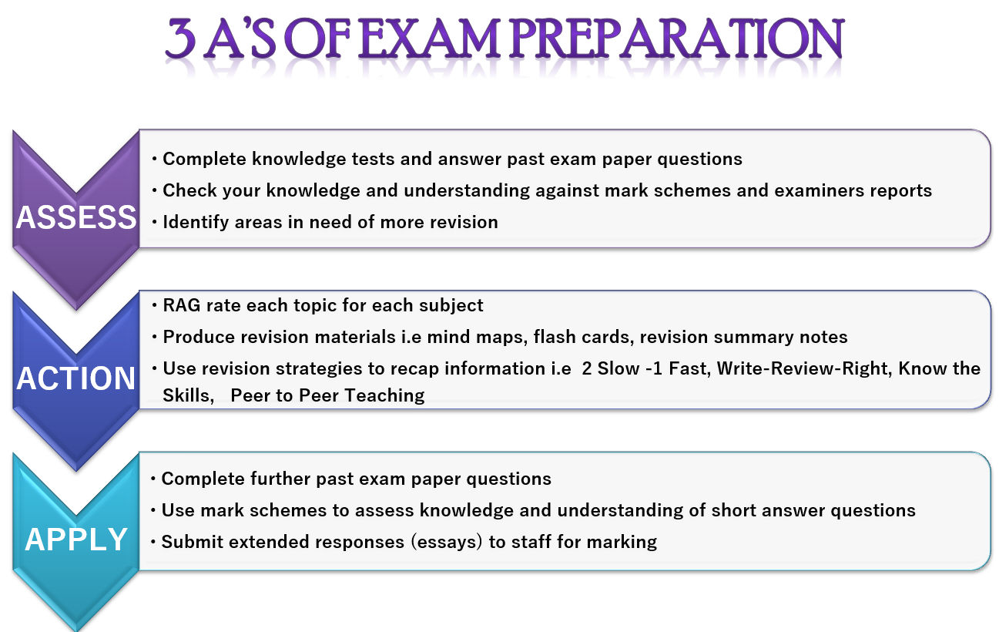 3 A'S OF EXAM PREPARATION
ASSESS
• Complete knowledge tests and answer past exam paper questions
• Check your knowledge and understanding against mark schemes and examiners reports
• Identify areas in need of more revision
ACTION
• RAG rate each topic for each subject
• Produce revision materials i.e mind maps, flash cards, revision summary notes
• Use revision strategies to recap information i.e  2 Slow -1 Fast, Write-Review-Right, Know the
Skills,   Peer to Peer Teaching
APPLY
• Complete further past exam paper questions
• Use mark schemes to assess knowledge and understanding of short answer questions
• Submit extended responses (essays) to staff for marking